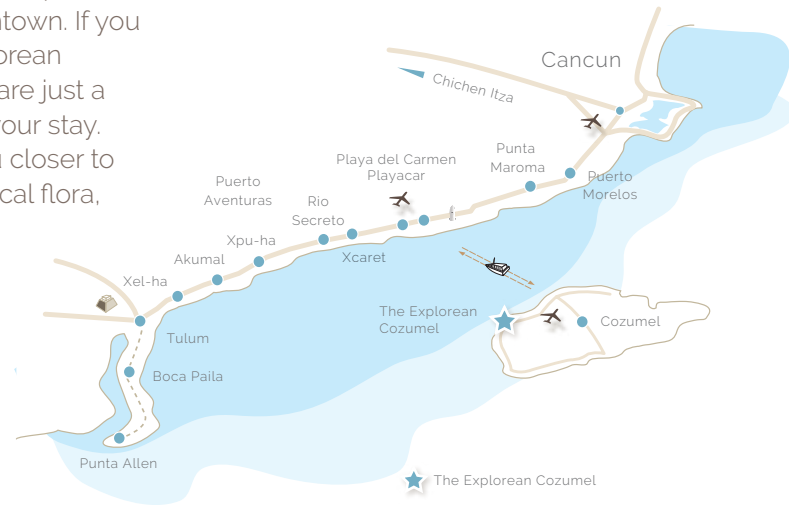 ntown. If you
orean
are just a
our stay.
closer to
cal flora,
Cancun
Chichen Itza
Punta
Maroma
Puerto
Morelos
Playa del Carmen
Playacar
Puerto
Aventuras
Rio
Secreto
Xcaret
Xpu-ha
Akumal
Xel-ha
The Explorean
Cozumel
Cozumel
Tulum
Boca Paila
Punta Allen
The Explorean Cozumel